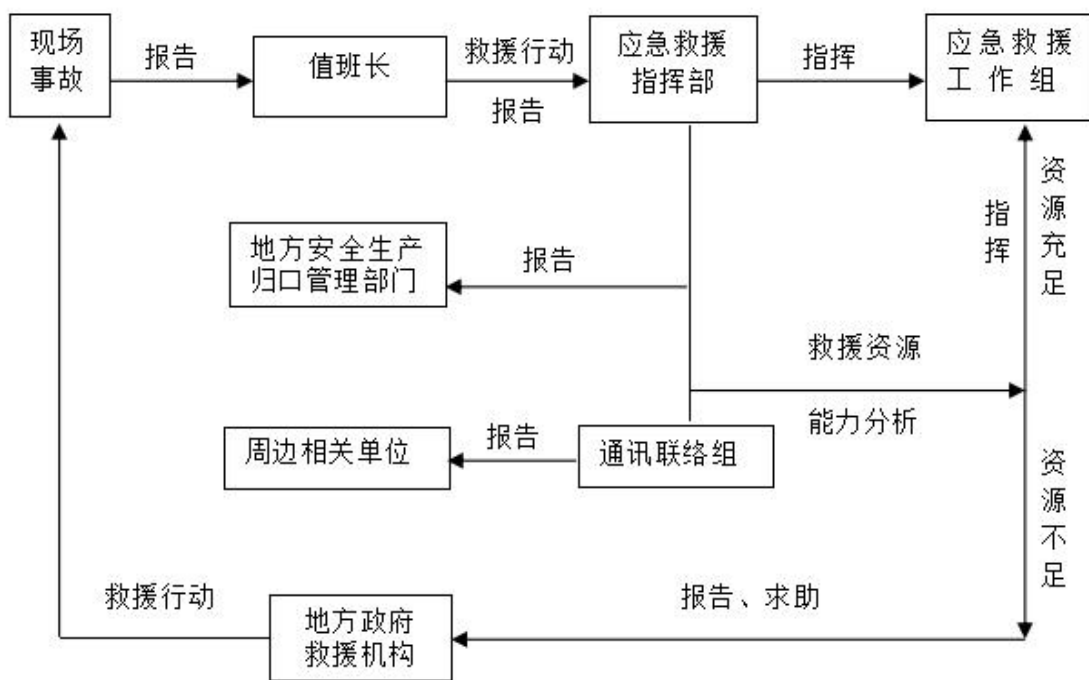 现场
事故
报告
值班长
救援行动
报告
应急救援
指挥部
指挥
应急救援
工作组
地方安全生产
归口管理部门
报告
指挥
资源充足
救援资源
能力分析
周边相关单位
报告
通讯联络组
资源不足
救援行动
地方政府
救援机构
报告、求助